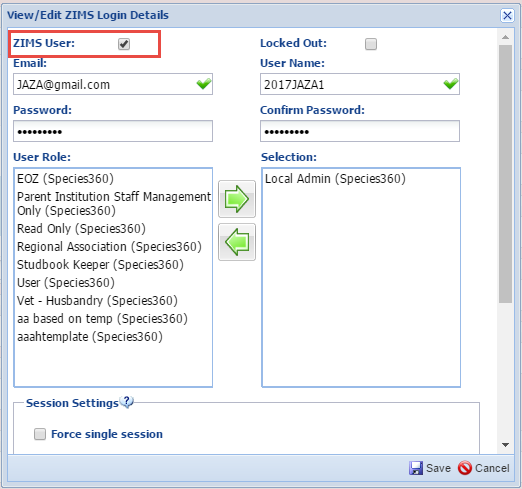 View/Edit ZIMS Login Details
ZIMS User:
Locked Out:
Email:
User Name:
JAZA@gmail.com
2017JAZA1
Password:
Confirm Password:
•••••••••
•••••••••
User Role:
Selection:
EOZ (Species360)
Parent Institution Staff Management
Only (Species360)
Read Only (Species360)
Regional Association (Species360)
Studbook Keeper (Species360)
User (Species360)
Vet - Husbandry (Species360)
aa based on temp (Species360)
aaahtemplate (Species360)
Local Admin (Species360)
Session Settings
Force single session
Save
Cancel